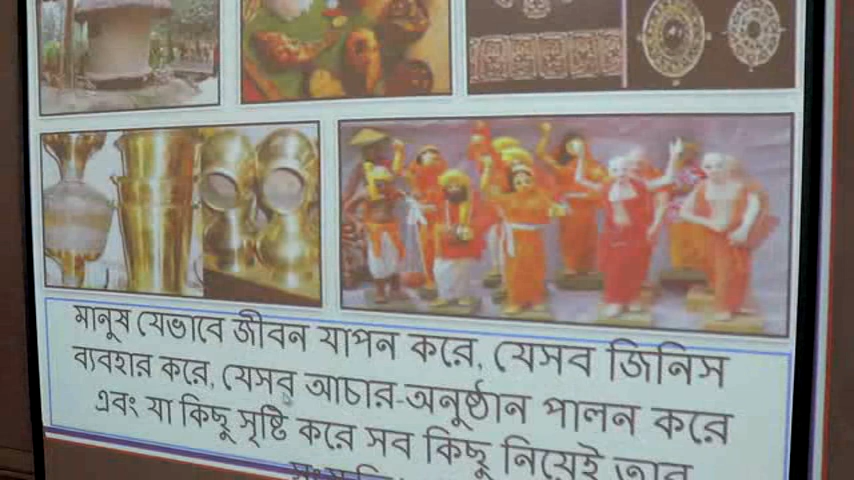 মানুষ যেভাবে জীবন যাপন করে, যেসব জিনিস
ব্যবহার করে, যেসব আচার-অনুষ্ঠান পালন করে
এবং যা কিছু সৃষ্টি করে সব কিছু নিয়েই তার